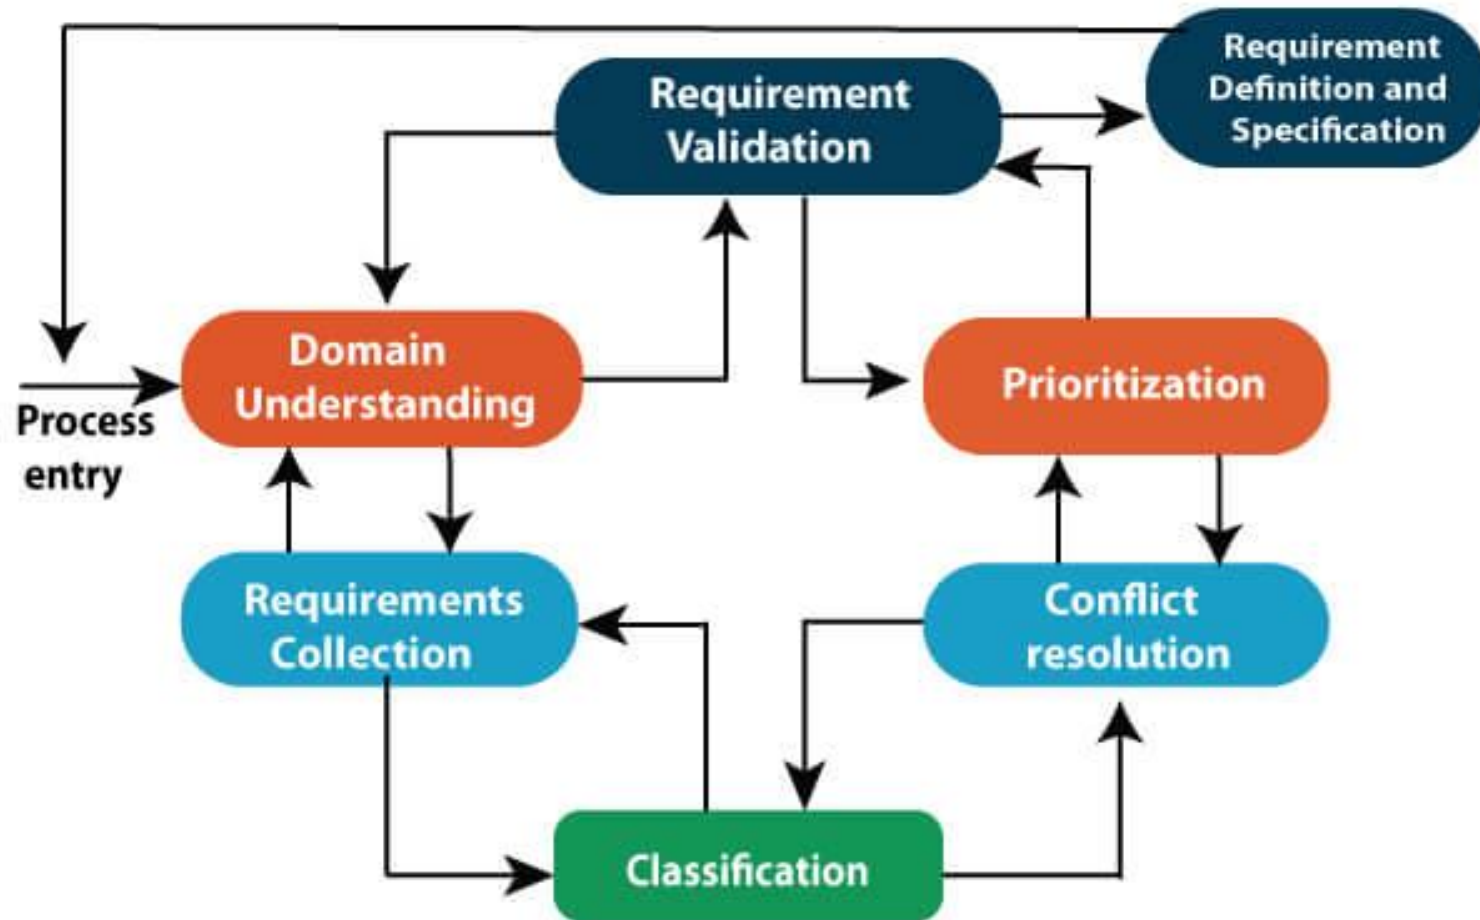 Requirement
Definition and
Specification
Requirement
Validation
Domain
Understanding
Prioritization
Process
entry
Requirements
Collection
Conflict
resolution
Classification